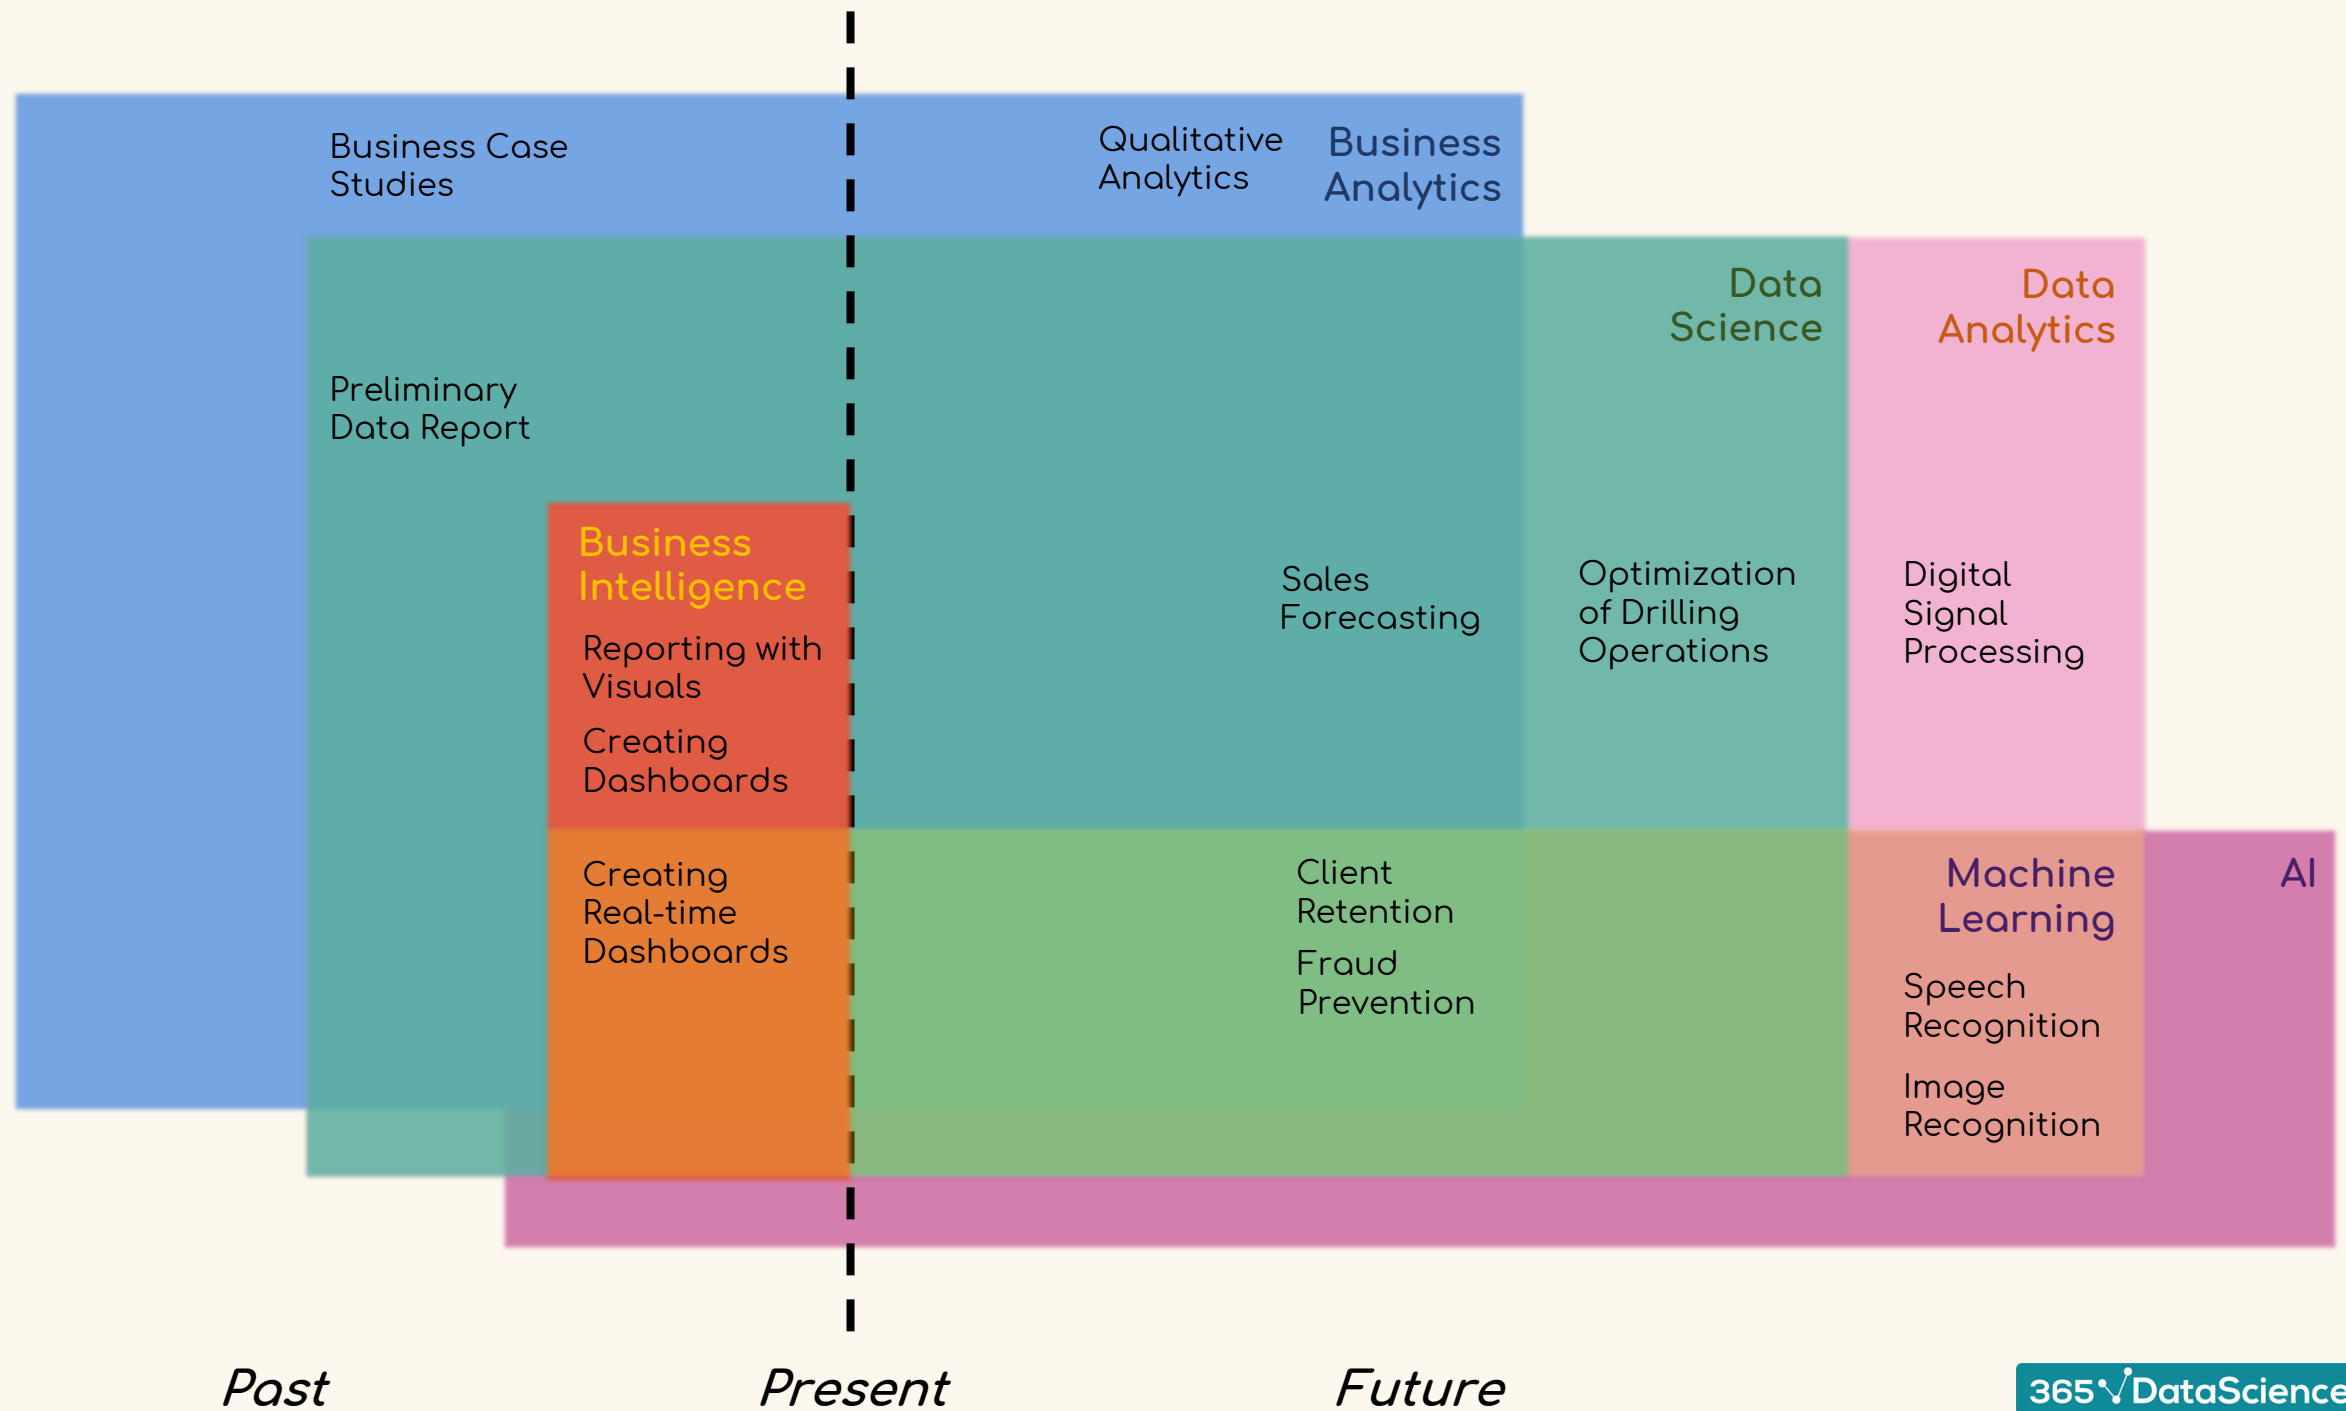 Business Case
Studies
Qualitative
Analytics
Business
Analytics
Data
Science
Data
Analytics
Preliminary
Data Report
Business
Intelligence
Reporting with
Visuals
Creating
Dashboards
Sales
Forecasting
Optimization
of Drilling
Operations
Digital
Signal
Processing
Creating
Real-time
Dashboards
Client
Retention
Fraud
Prevention
Machine
Learning
Speech
Recognition
Image
Recognition
AI
Past
Present
Future
365 DataScience